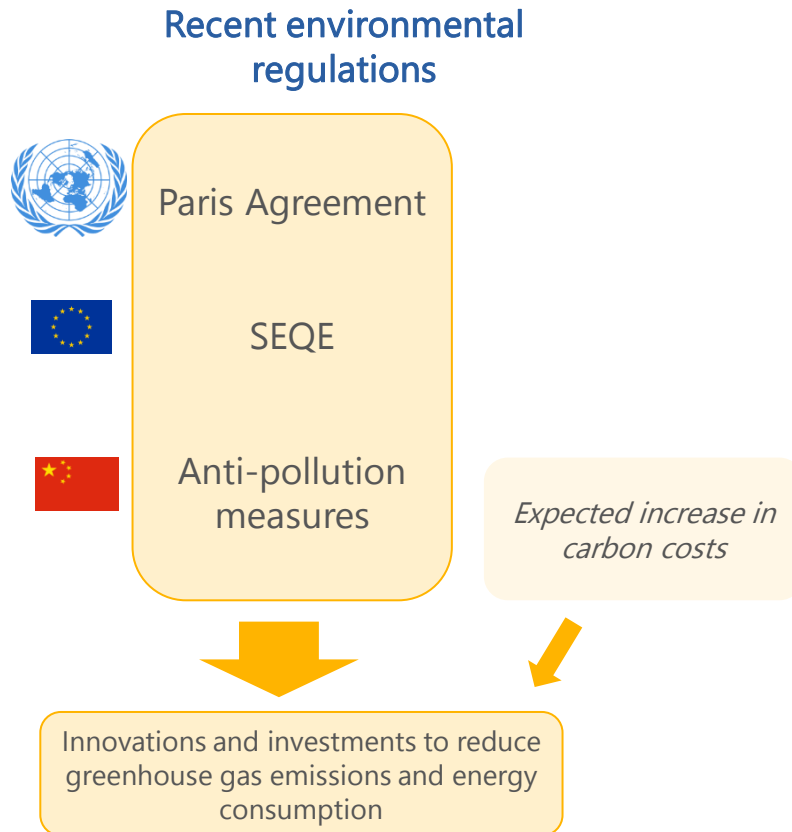 Recent environmental
regulations
Paris Agreement
SEQE
Anti-pollution
measures
Expected increase in
carbon costs
Innovations and investments to reduce
greenhouse gas emissions and energy
consumption